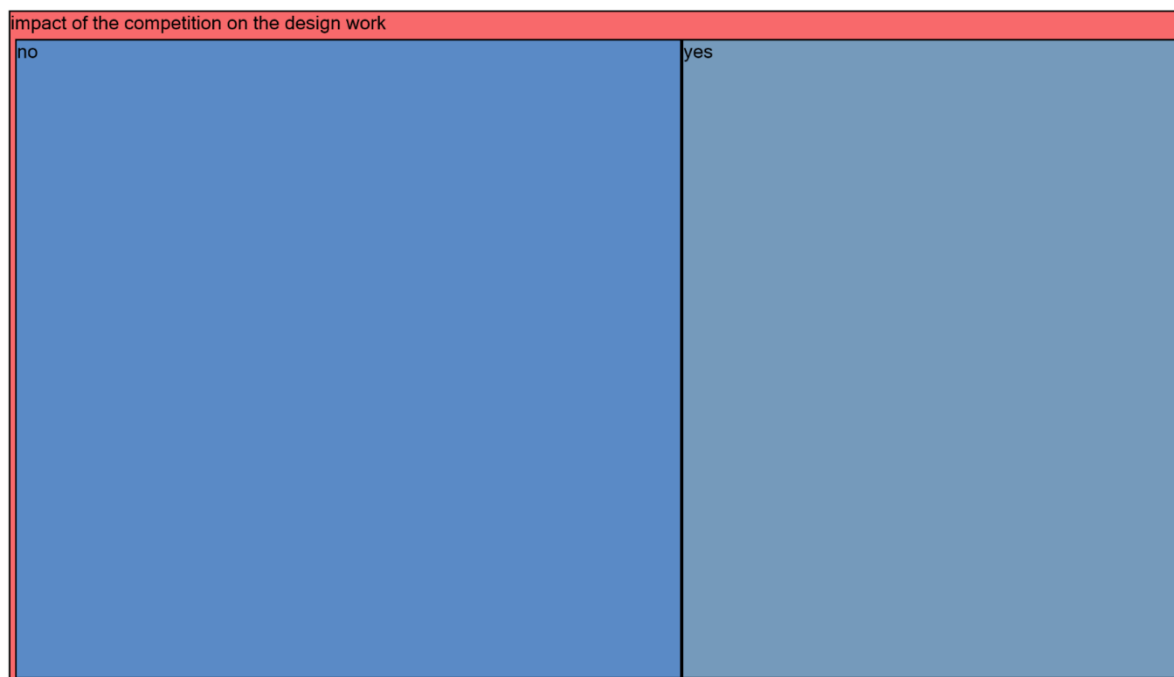 impact of the competition on the design work
no
yes